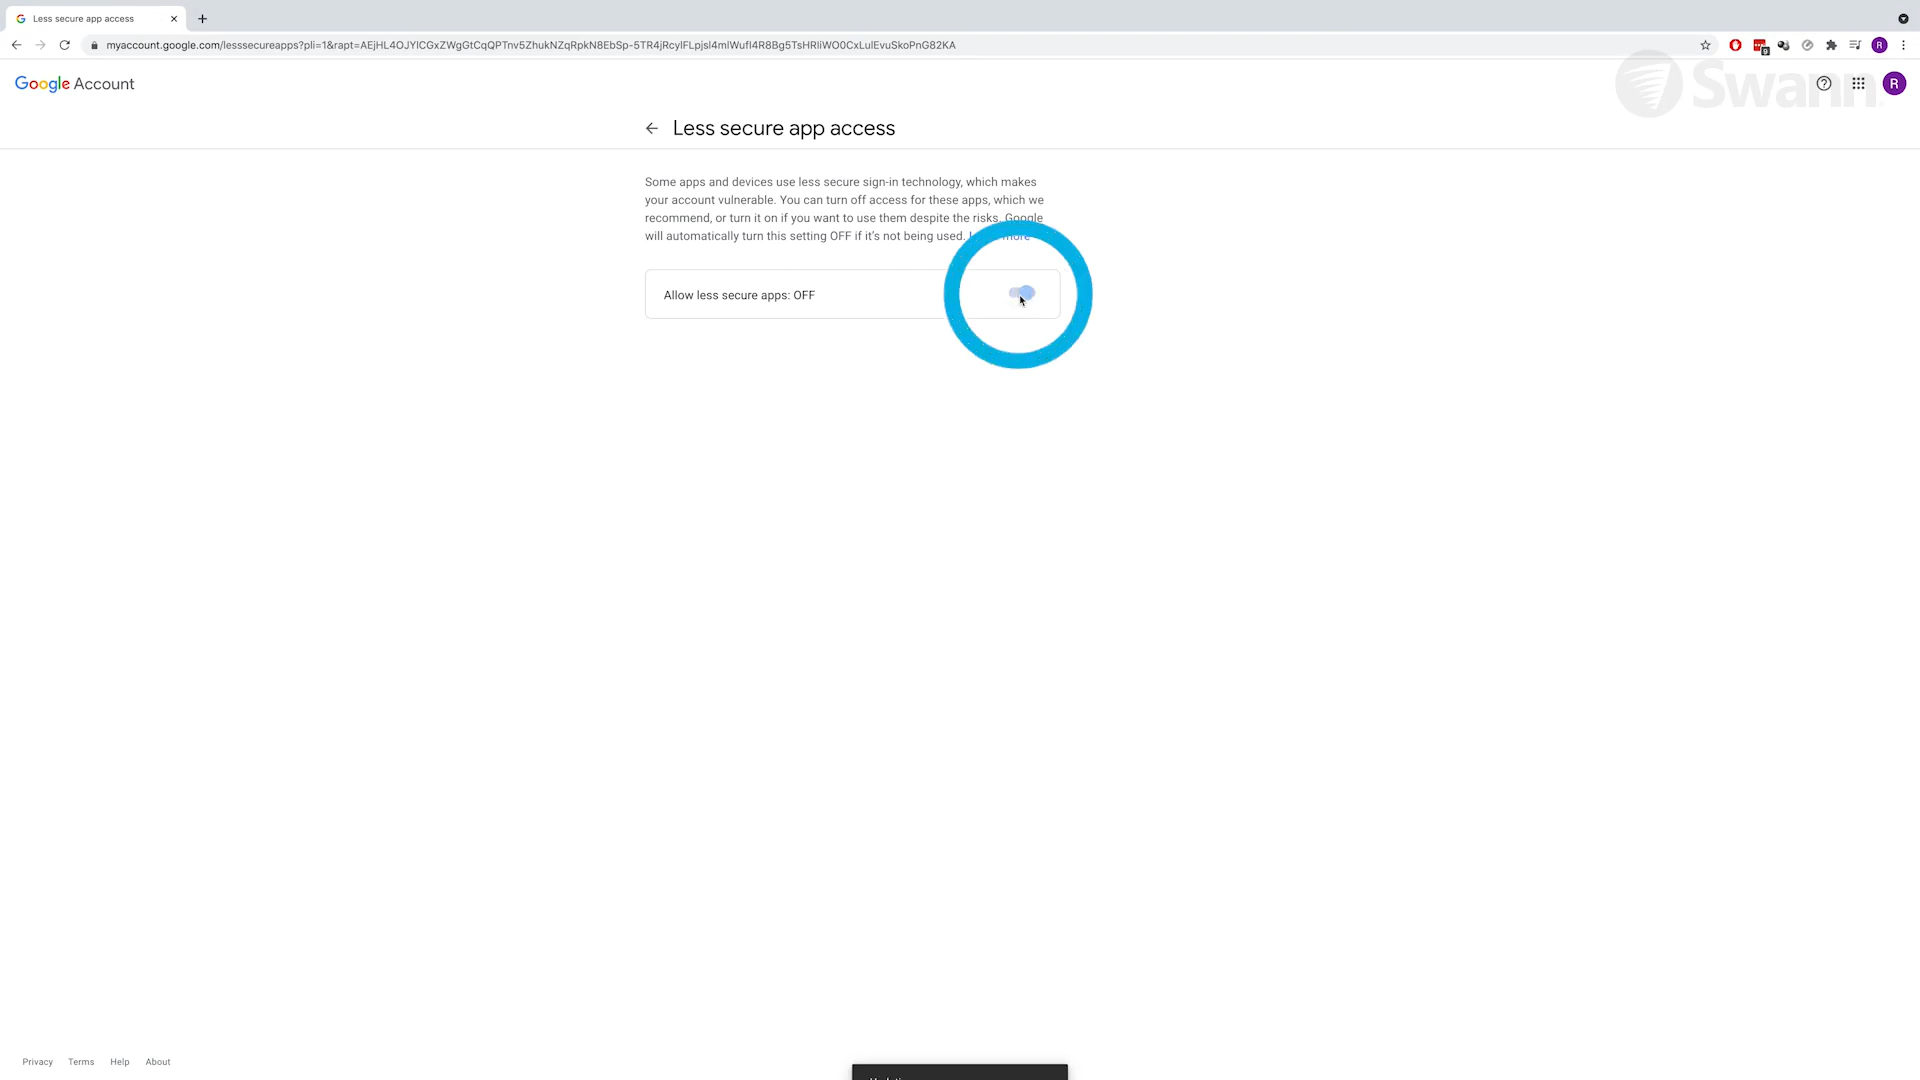 Less secure app access
myaccount.google.com/lesssecureapps?pli=1&rapt=AEjHL4OJYlCGxZWgGtCqQPTnv5ZhukNZqRpkN8EbSp-5TR4jRcylFLpjsl4mlWufI4R8Bg5TsHRIiWO0CxLulEvuSkoPnG82KA
9
R
Google Account
Swann
R
Less secure app access
Some apps and devices use less secure sign-in technology, which makes
your account vulnerable. You can turn off access for these apps, which we
recommend, or turn it on if you want to use them despite the risks. Google
will automatically turn this setting OFF if it's not being used.
Allow less secure apps: OFF
Privacy Terms Help About